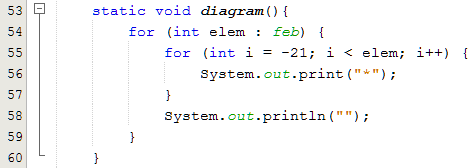 53 static void diagram(){
54 for (int elem : feb) {
55 for (int i = -21; i < elem; i++) {
56 System.out.print("*");
57 }
58 System.out.println("");
59 }
60 }